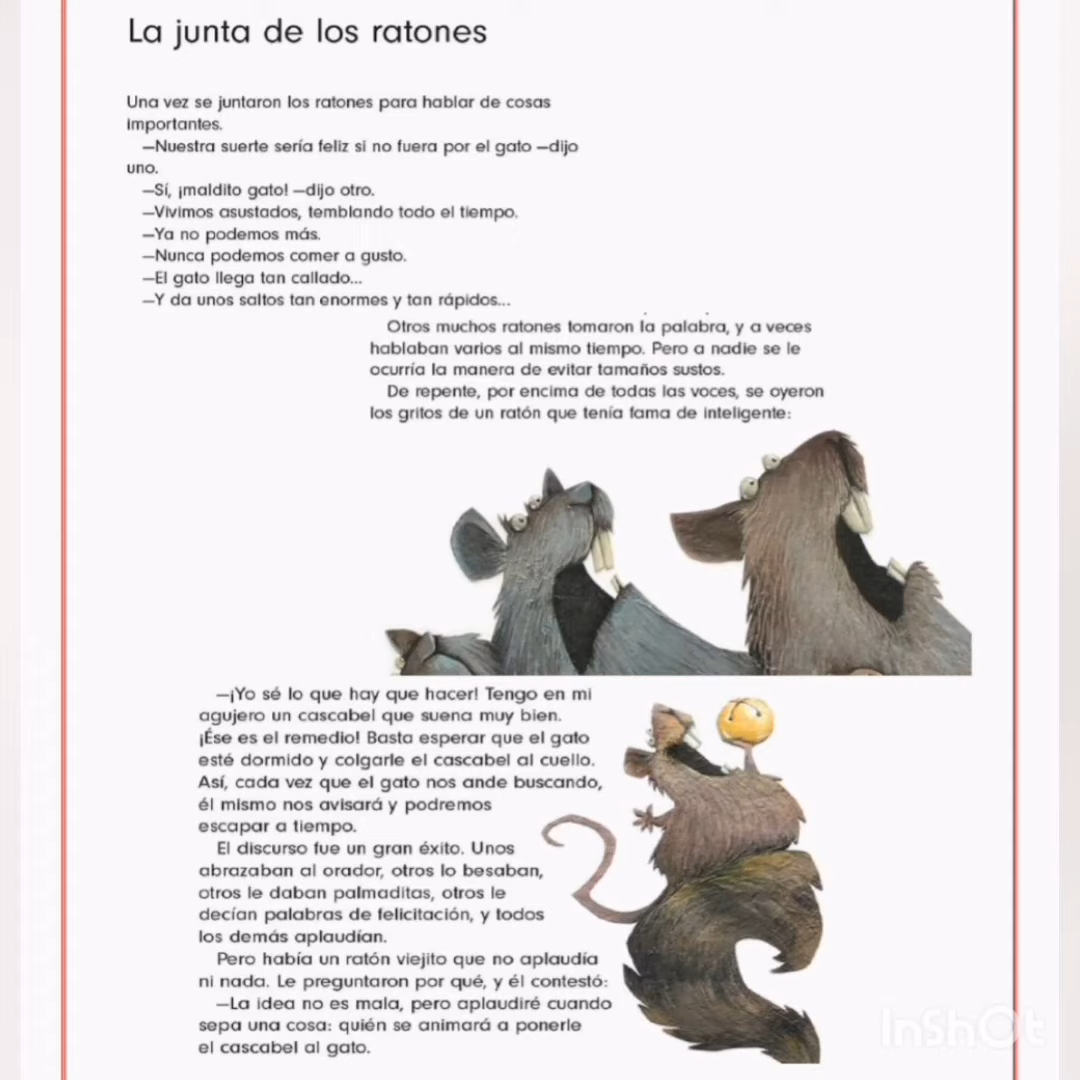 La junta de los ratones
Una vez se juntaron los ratones para hablar de cosas
importantes.
—Nuestra suerte sería feliz si no fuera por el gato —dijo
uno.
—Sí, ¡maldito gato! —dijo otro.
—Vivimos asustados, temblando todo el tiempo.
—Ya no podemos más.
—Nunca podemos comer a gusto.
—El gato llega tan callado...
—Y da unos saltos tan enormes y tan rápidos...
Otros muchos ratones tomaron la palabra, y a veces
hablaban varios al mismo tiempo. Pero a nadie se le
ocurría la manera de evitar tamaños sustos.
De repente, por encima de todas las voces, se oyeron
los gritos de un ratón que tenía fama de inteligente:
—¡Yo sé lo que hay que hacer! Tengo en mi
agujero un cascabel que suena muy bien.
¡Ése es el remedio! Basta esperar que el gato
esté dormido y colgarle el cascabel al cuello.
Así, cada vez que el gato nos ande buscando,
él mismo nos avisará y podremos
escapar a tiempo.
El discurso fue un gran éxito. Unos
abrazaban al orador, otros lo besaban,
otros le daban palmaditas, otros le
decían palabras de felicitación, y todos
los demás aplaudían.
Pero había un ratón viejito que no aplaudía
ni nada. Le preguntaron por qué, y él contestó:
—La idea no es mala, pero aplaudiré cuando
sepa una cosa: quién se animará a ponerle
el cascabel al gato.
InShOt